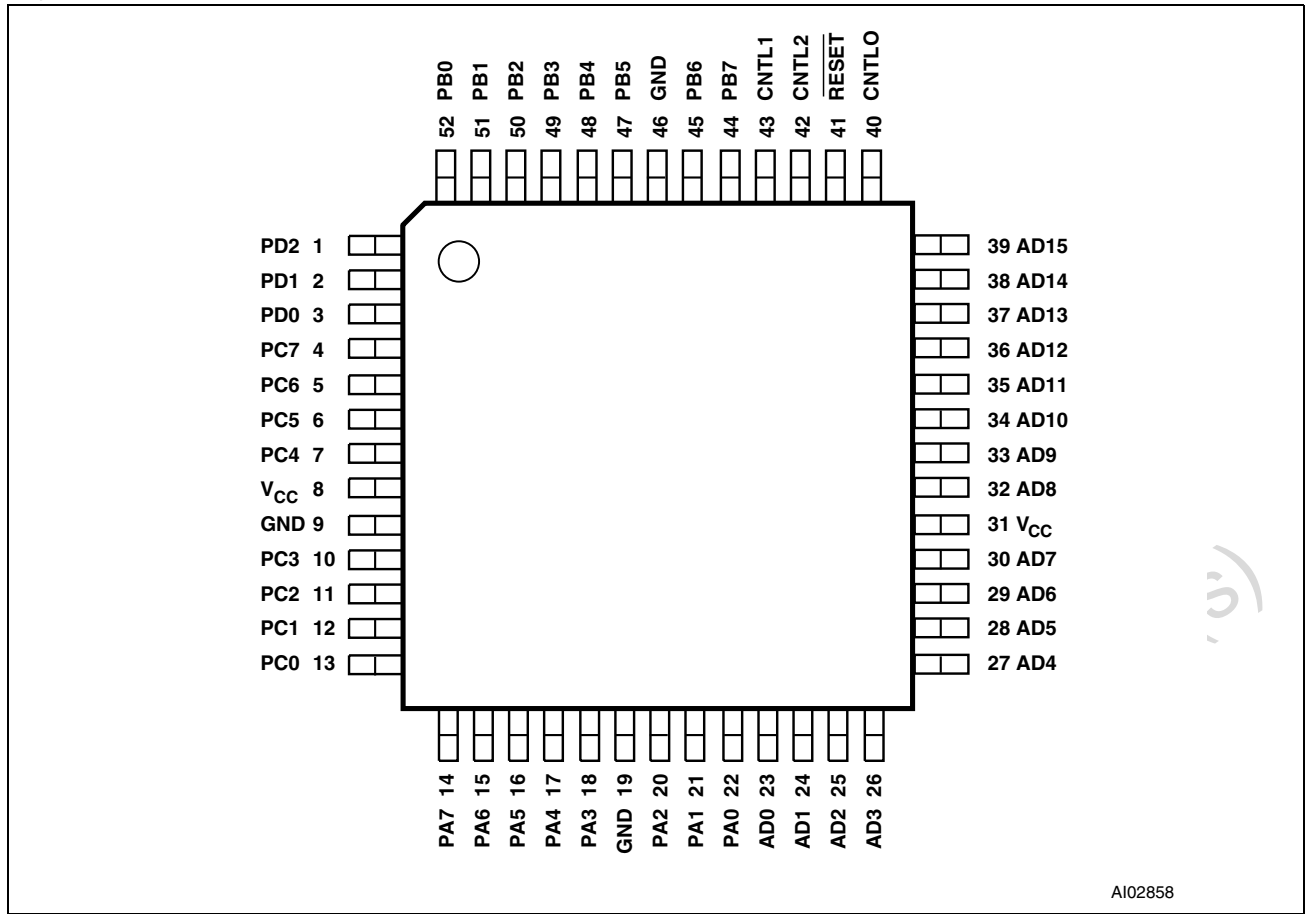 52 PB0
51 PB1
50 PB2
49 PB3
48 PB4
47 PB5
46 GND
45 PB6
44 PB7
43 CNTL1
42 CNTL2
41 RESET
40 CNTLO
PD2 1
PD1 2
PD0 3
PC7 4
PC6 5
PC5 6
PC4 7
VCC 8
GND 9
PC3 10
PC2 11
PC1 12
PC0 13
39 AD15
38 AD14
37 AD13
36 AD12
35 AD11
34 AD10
33 AD9
32 AD8
31 VCC
30 AD7
29 AD6
28 AD5
27 AD4
PA7 14
PA6 15
PA5 16
PA4 17
PA3 18
GND 19
PA2 20
PA1 21
PA0 22
AD0 23
AD1 24
AD2 25
AD3 26
AI02858